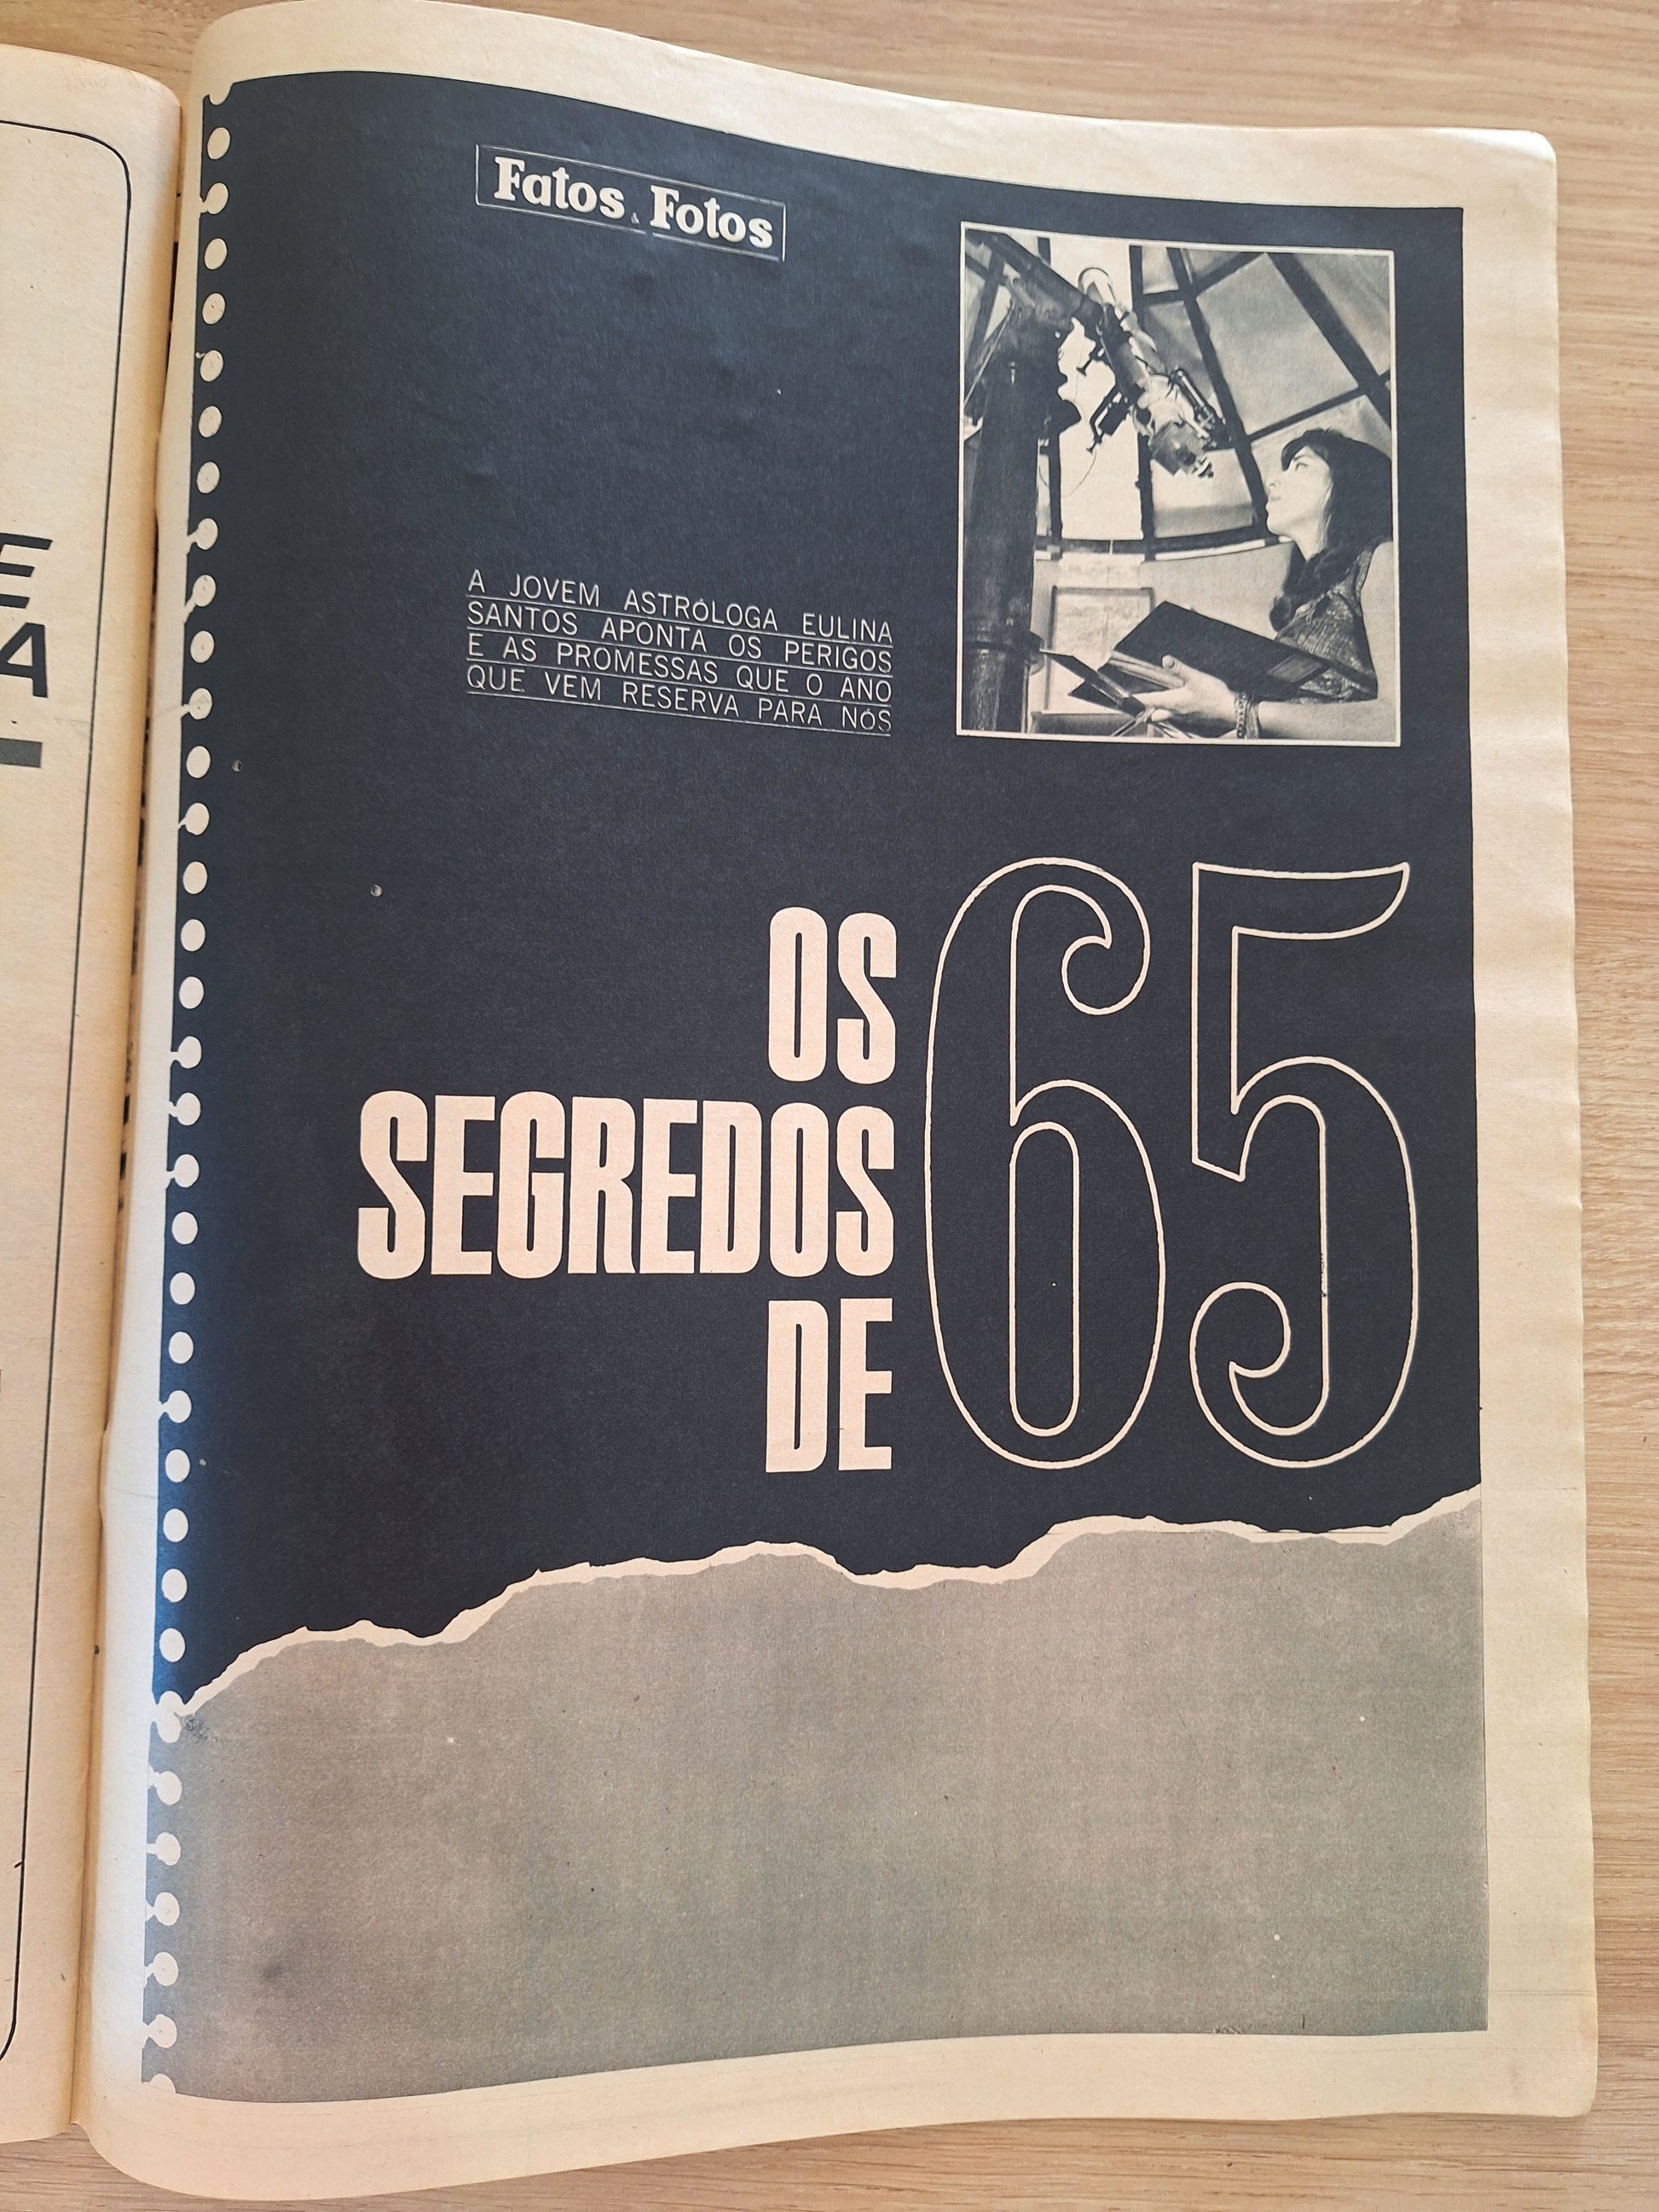 Fatos & Fotos
A JOVEM ASTRÓLOGA EULINA
SANTOS APONTA OS PERIGOS
E AS PROMESSAS QUE O ANO
QUE VEM RESERVA PARA NÓS
OS
SEGREDOS
DE
65
E
A